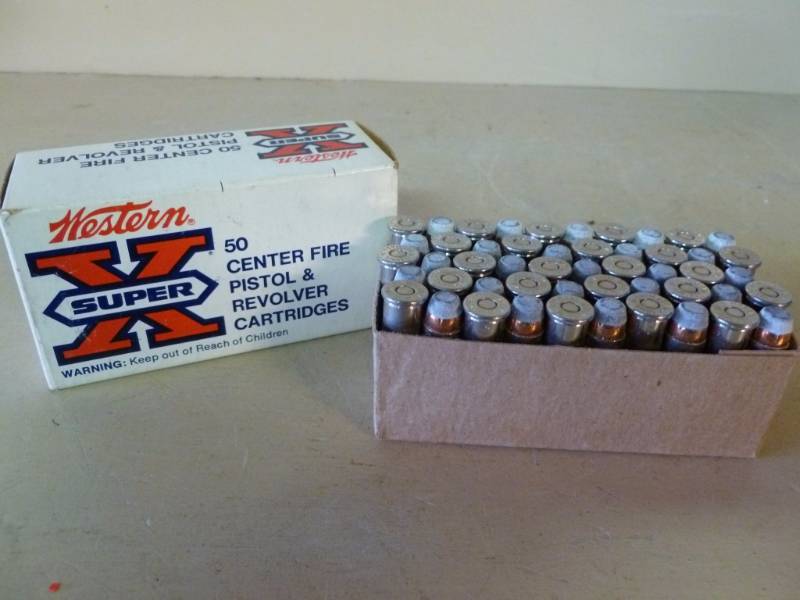 50 CENTER FIRE
PISTOL & REVOLVER
CARTRIDGES
Western
SUPER
X
Western
SUPER
X
50
CENTER FIRE
PISTOL &
REVOLVER
CARTRIDGES
WARNING: Keep out of Reach of Children